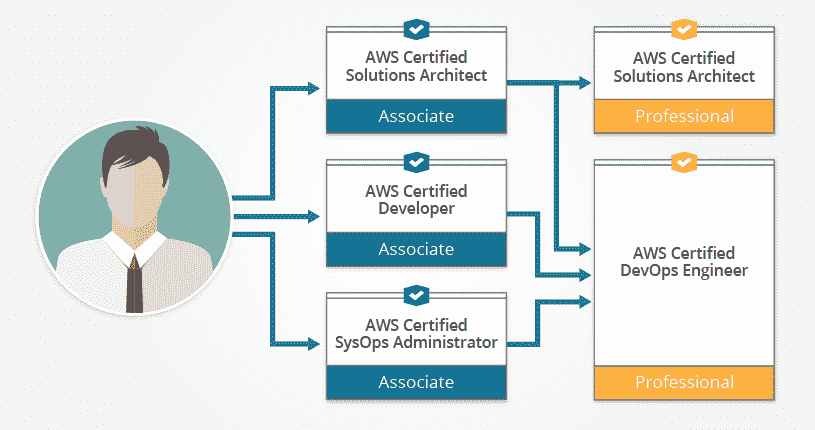 AWS Certified
Solutions Architect
Associate
AWS Certified
Solutions Architect
Professional
AWS Certified
Developer
Associate
AWS Certified
DevOps Engineer
Professional
AWS Certified
SysOps Administrator
Associate